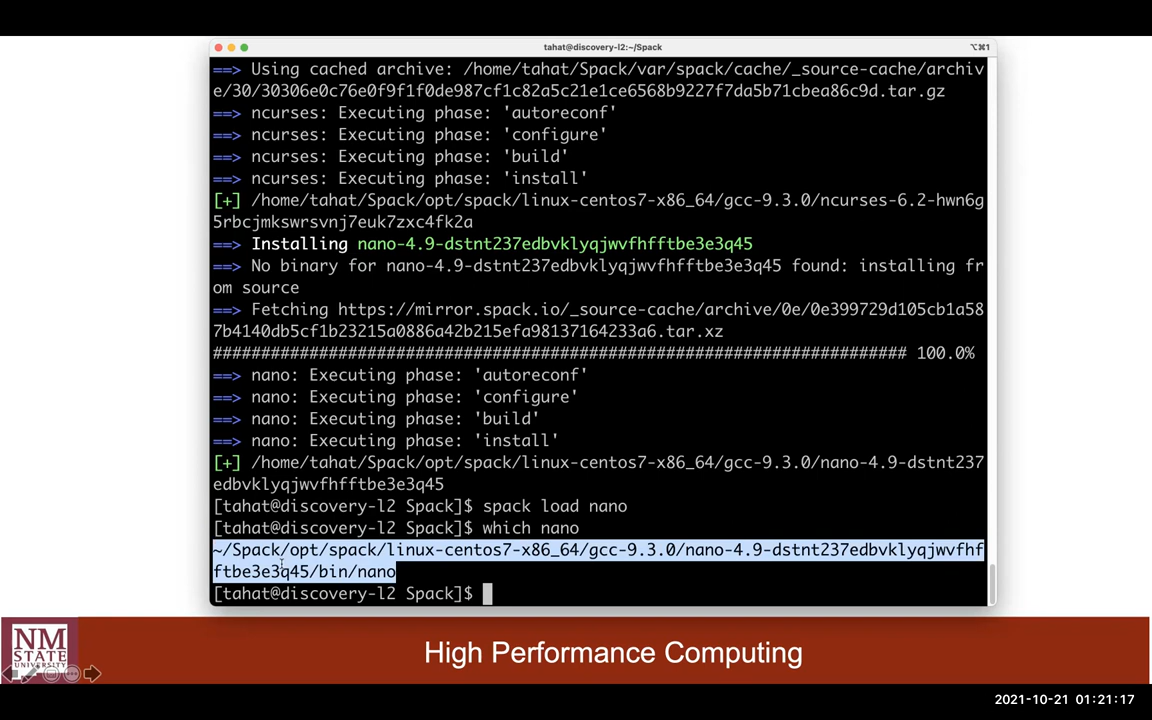 tahat@discovery-l2:~/Spack
⌥⌘1
==> Using cached archive: /home/tahat/Spack/var/spack/cache/_source-cache/archiv
e/30/30306e0c76e0f9f1f0de987cf1c82a5c21e1ce6568b9227f7da5b71cbea86c9d.tar.gz
==> ncurses: Executing phase: 'autoreconf'
==> ncurses: Executing phase: 'configure'
==> ncurses: Executing phase: 'build'
==> ncurses: Executing phase: 'install'
[+] /home/tahat/Spack/opt/spack/linux-centos7-x86_64/gcc-9.3.0/ncurses-6.2-hwn6g
5rbcjmkswrsvnj7euk7zxc4fk2a
==> Installing nano-4.9-dstnt237edbvklyqjwvfhfftbe3e3q45
==> No binary for nano-4.9-dstnt237edbvklyqjwvfhfftbe3e3q45 found: installing fr
om source
==> Fetching https://mirror.spack.io/_source-cache/archive/0e/0e399729d105cb1a58
7b4140db5cf1b23215a0886a42b215efa98137164233a6.tar.xz
######################################################################## 100.0%
==> nano: Executing phase: 'autoreconf'
==> nano: Executing phase: 'configure'
==> nano: Executing phase: 'build'
==> nano: Executing phase: 'install'
[+] /home/tahat/Spack/opt/spack/linux-centos7-x86_64/gcc-9.3.0/nano-4.9-dstnt237
edbvklyqjwvfhfftbe3e3q45
[tahat@discovery-l2 Spack]$ spack load nano
[tahat@discovery-l2 Spack]$ which nano
~/Spack/opt/spack/linux-centos7-x86_64/gcc-9.3.0/nano-4.9-dstnt237edbvklyqjwvfhf
ftbe3e3q45/bin/nano
[tahat@discovery-l2 Spack]$
NM
STATE
UNIVERSITY
High Performance Computing
2021-10-21 01:21:17